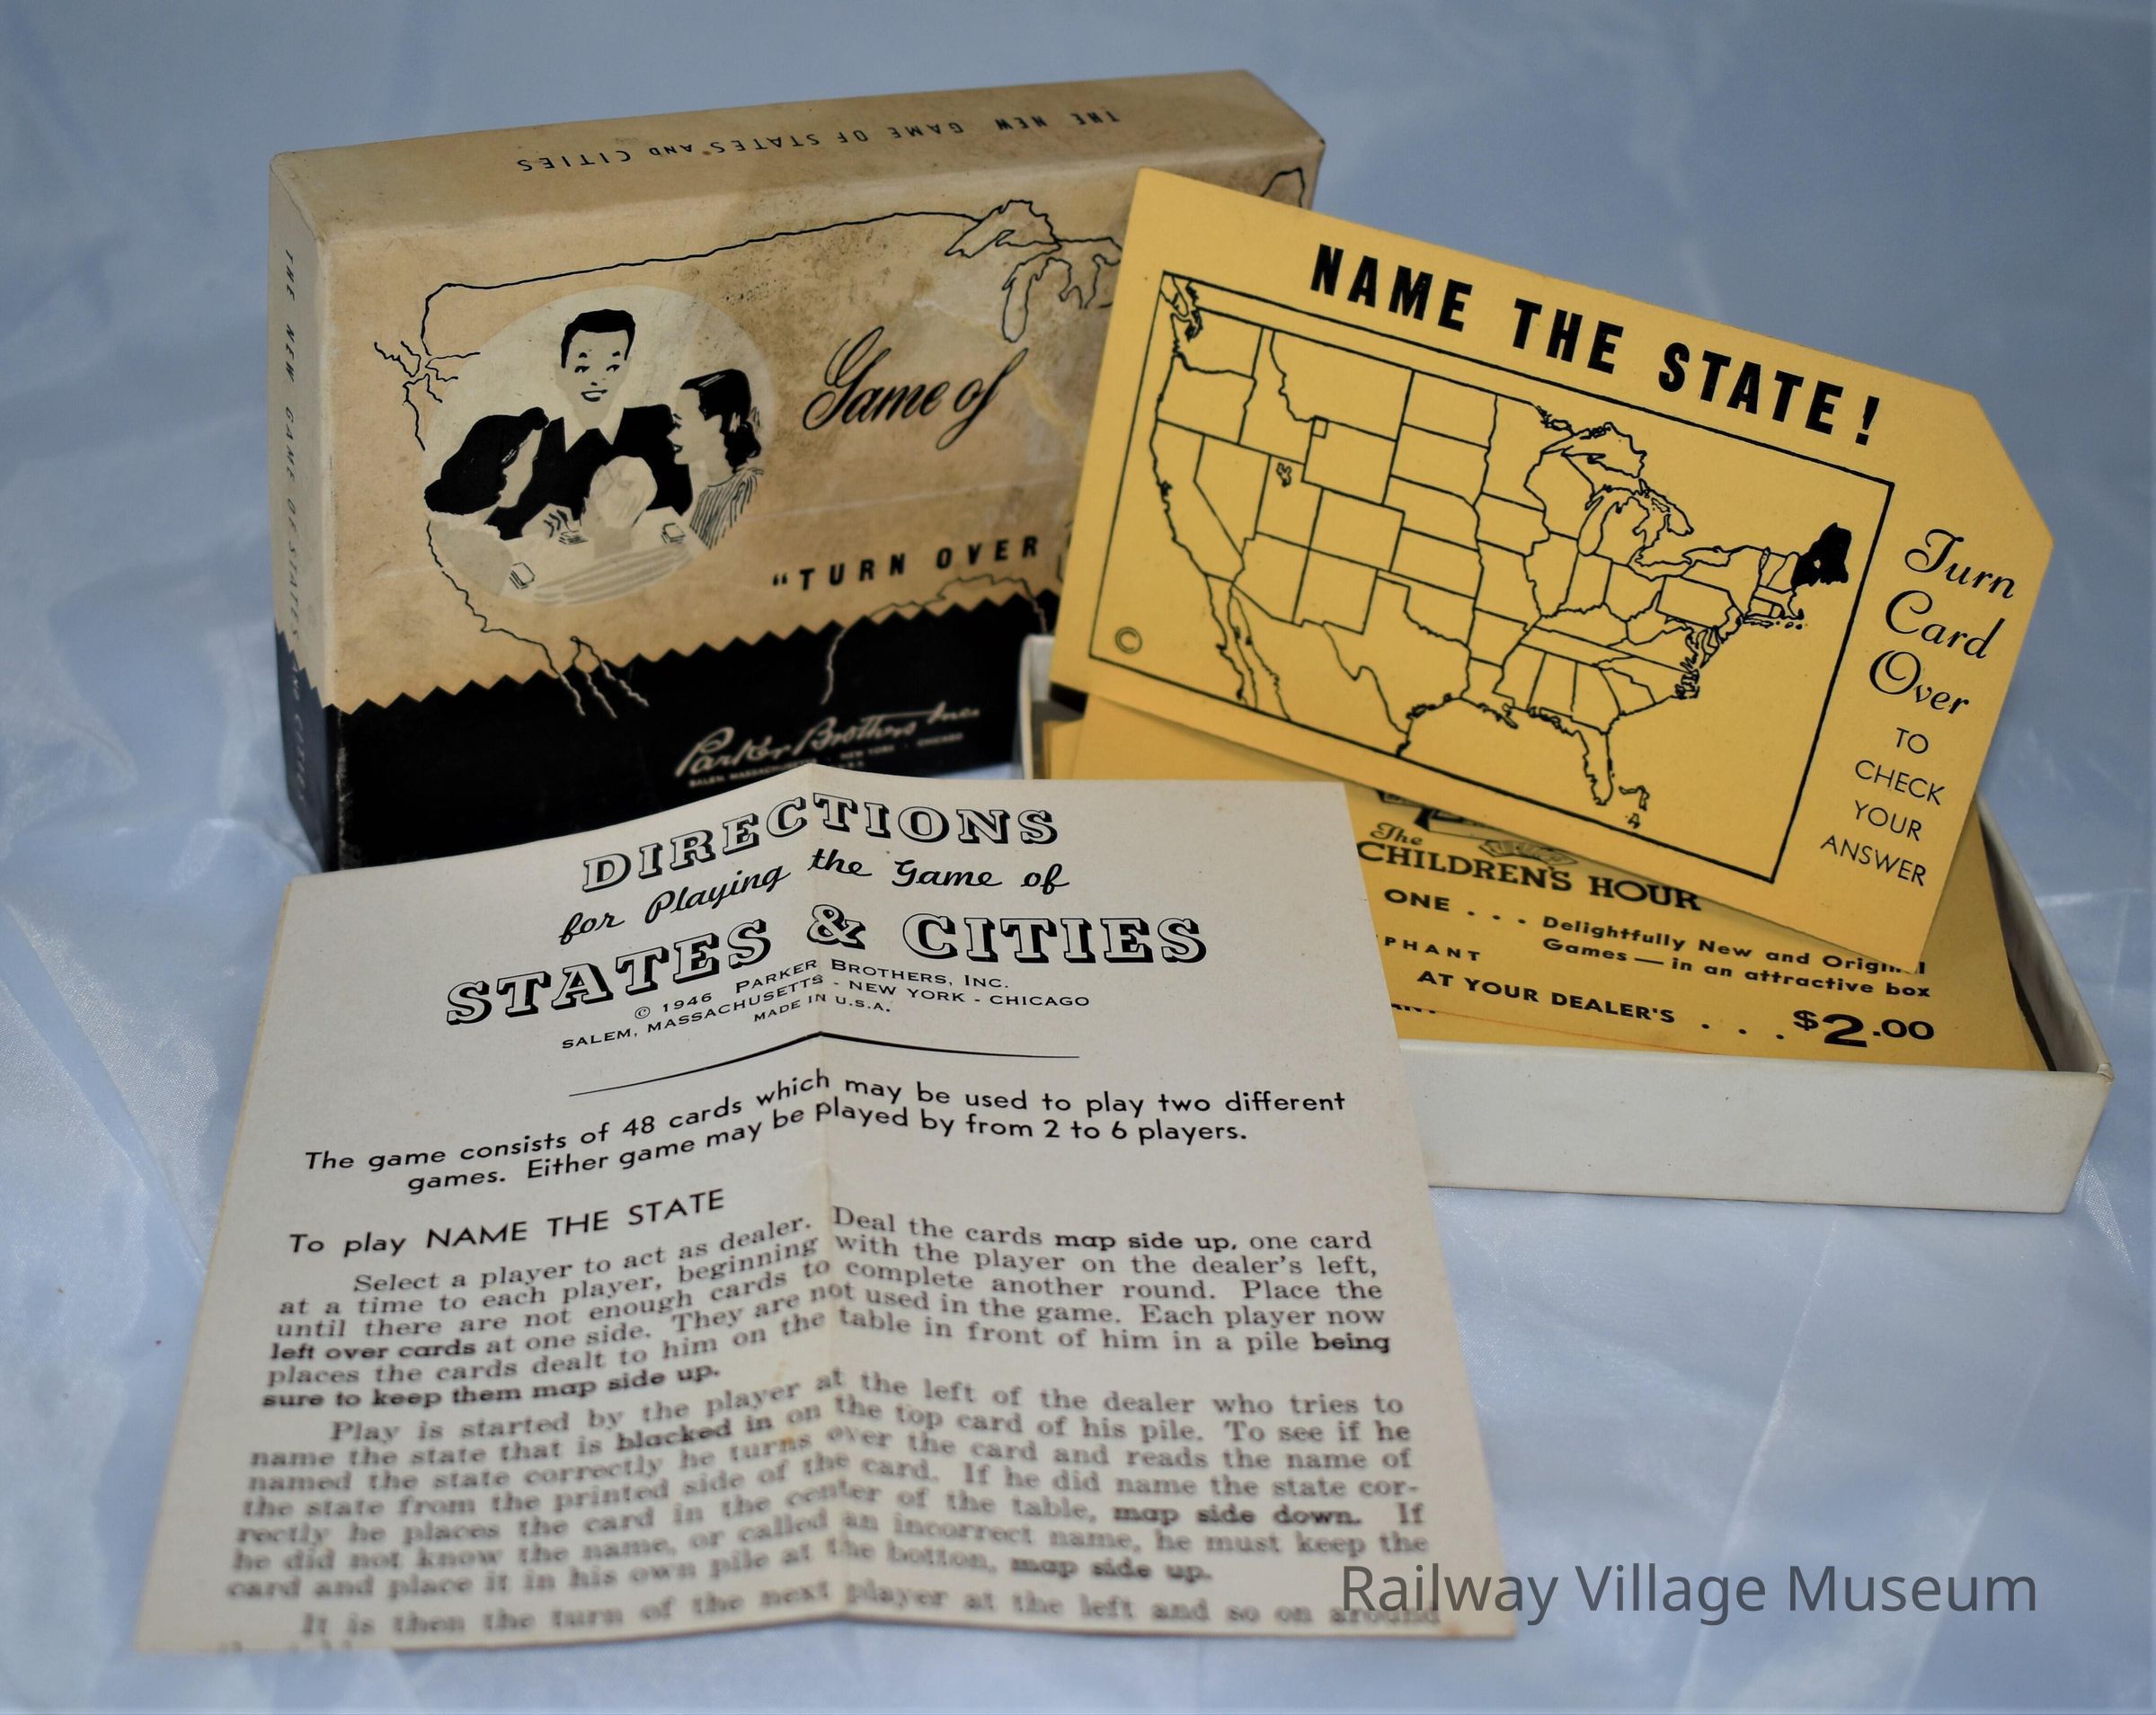 THE NEW GAME OF STATES AND CITIES
THE NEW GAME OF STATES AND CITIES
Game of
"TURN OVER
Parker Brothers Inc.
SALEM, MASSACHUSETTS · NEW YORK · CHICAGO
NAME THE STATE!
©
Turn
Card
Over
TO
CHECK
YOUR
ANSWER
The
CHILDREN'S HOUR
ONE . . . Delightfully New and Original
Games — in an attractive box
PHANT
AT YOUR DEALER'S . . . $2.00
DIRECTIONS
for Playing the Game of
STATES & CITIES
© 1946 PARKER BROTHERS, INC.
SALEM, MASSACHUSETTS - NEW YORK - CHICAGO
MADE IN U.S.A.
The game consists of 48 cards which may be used to play two different
games. Either game may be played by from 2 to 6 players.
To play NAME THE STATE
Select a player to act as dealer. Deal the cards map side up, one card
at a time to each player, beginning with the player on the dealer's left,
until there are not enough cards to complete another round. Place the
left over cards at one side. They are not used in the game. Each player now
places the cards dealt to him on the table in front of him in a pile being
sure to keep them map side up.
Play is started by the player at the left of the dealer who tries to
name the state that is blacked in on the top card of his pile. To see if he
named the state correctly he turns over the card and reads the name of
the state from the printed side of the card. If he did name the state cor-
rectly he places the card in the center of the table, map side down. If
he did not know the name, or called an incorrect name, he must keep the
card and place it in his own pile at the bottom, map side up.
It is then the turn of the next player at the left and so on around
Railway Village Museum